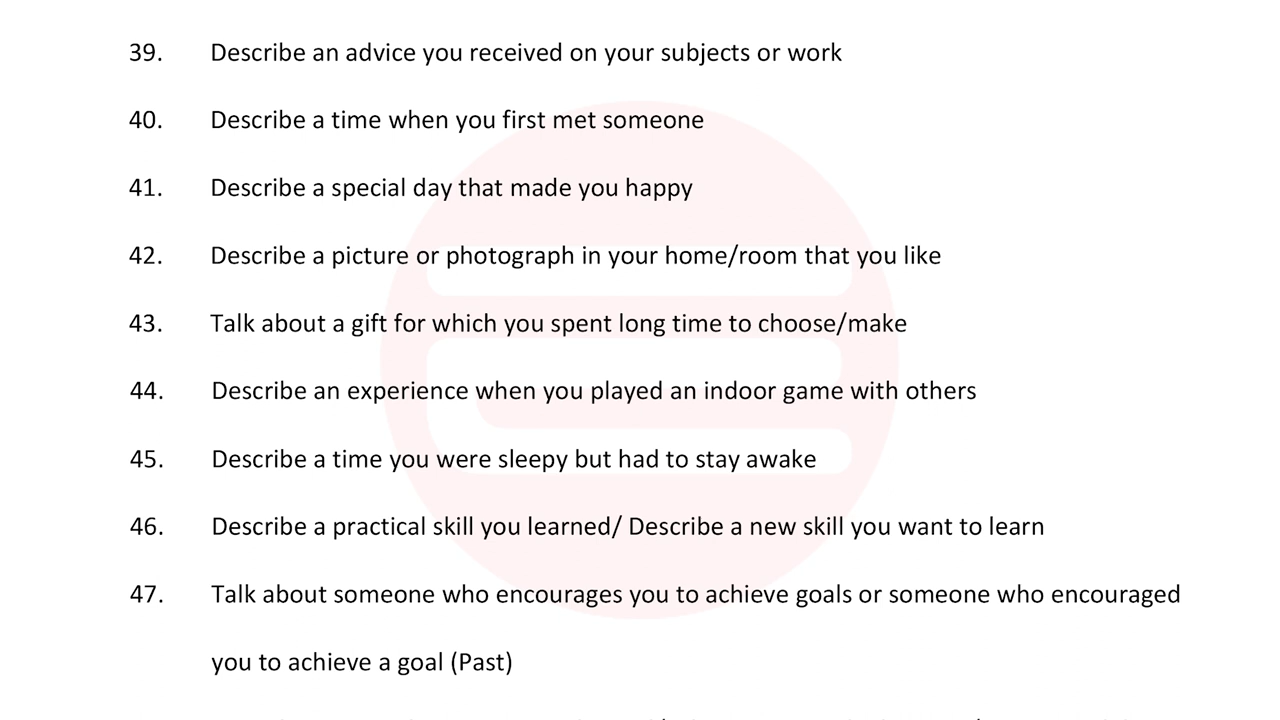 39. Describe an advice you received on your subjects or work
40. Describe a time when you first met someone
41. Describe a special day that made you happy
42. Describe a picture or photograph in your home/room that you like
43. Talk about a gift for which you spent long time to choose/make
44. Describe an experience when you played an indoor game with others
45. Describe a time you were sleepy but had to stay awake
46. Describe a practical skill you learned/ Describe a new skill you want to learn
47. Talk about someone who encourages you to achieve goals or someone who encouraged
you to achieve a goal (Past)